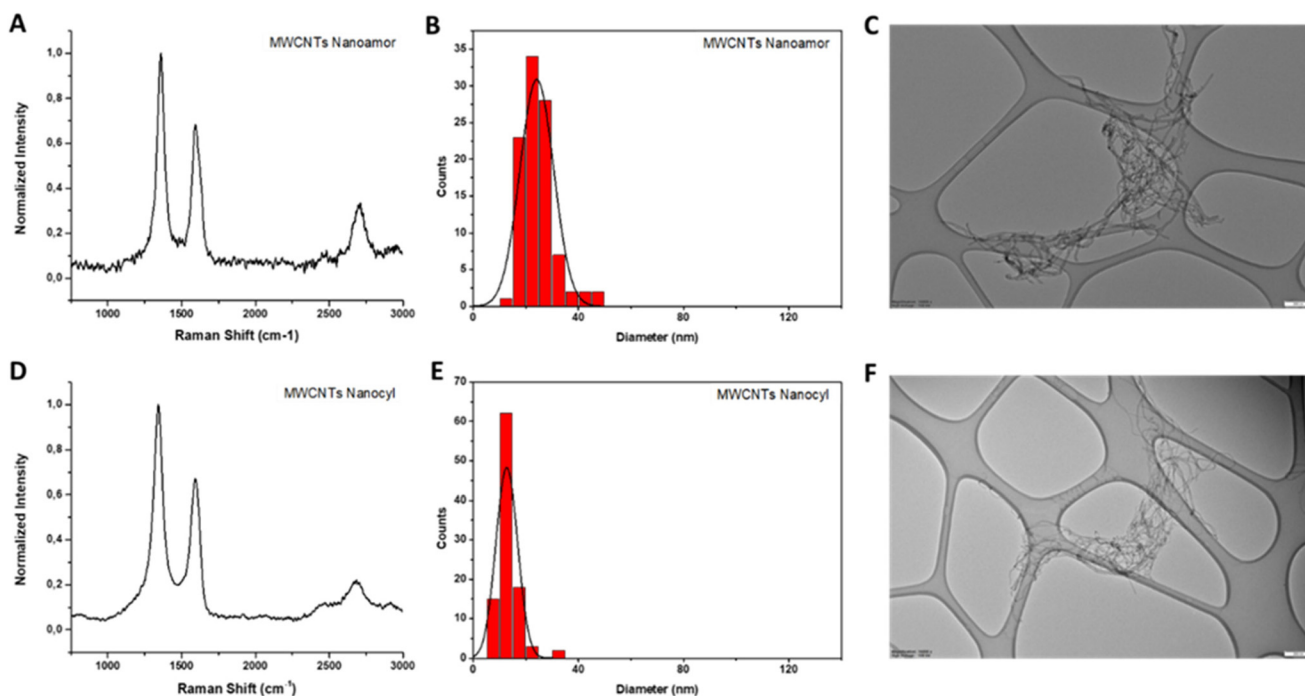 A
MWCNTs Nanoamor
Normalized Intensity
1,0
0,8
0,6
0,4
0,2
0,0
1000 1500 2000 2500 3000
Raman Shift (cm-1)
B
MWCNTs Nanoamor
Counts
35
30
25
20
15
10
5
0
0 40 80 120
Diameter (nm)
C
D
MWCNTs Nanocyl
Normalized Intensity
1,0
0,8
0,6
0,4
0,2
0,0
1000 1500 2000 2500 3000
Raman Shift (cm⁻¹)
E
MWCNTs Nanocyl
Counts
70
60
50
40
30
20
10
0
0 40 80 120
Diameter (nm)
F